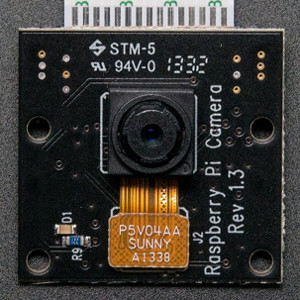 STM-5
94V-0 1332
Raspberry Pi Camera
Rev 1.3
P5V04AA
SUNNY
A1338
J2
D1
R9